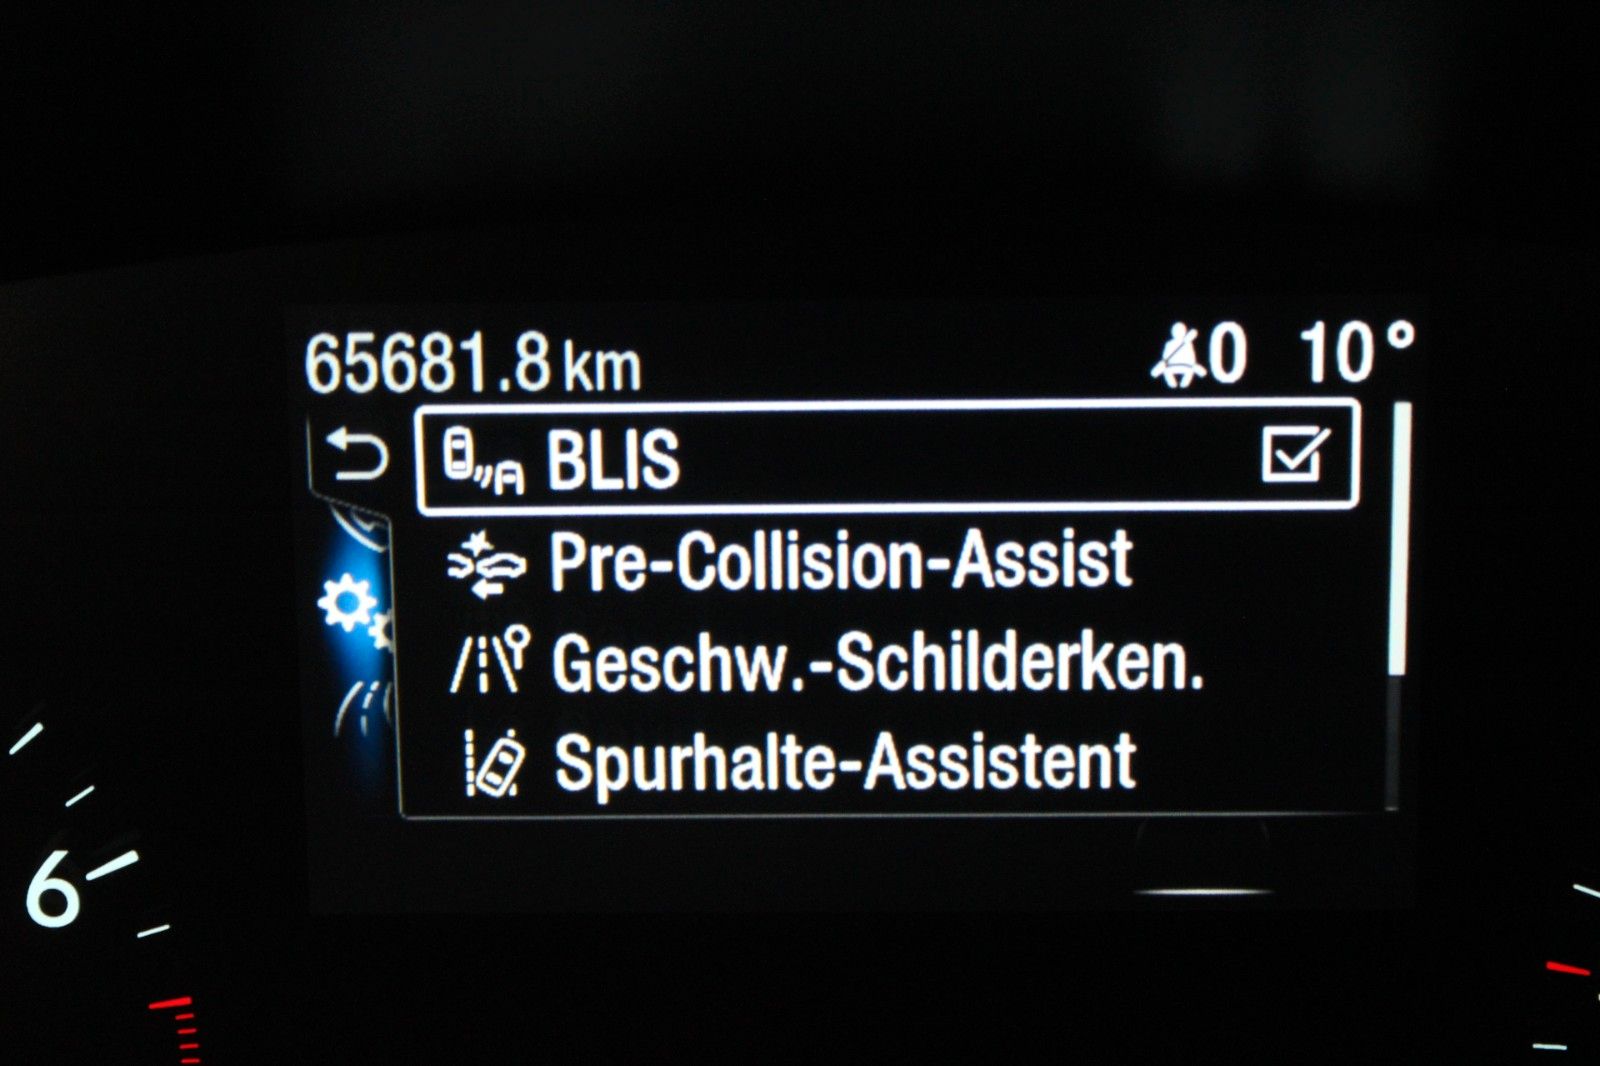 65681.8 km 0 10°
BLIS
Pre-Collision-Assist
Geschw.-Schilderken.
Spurhalte-Assistent
6